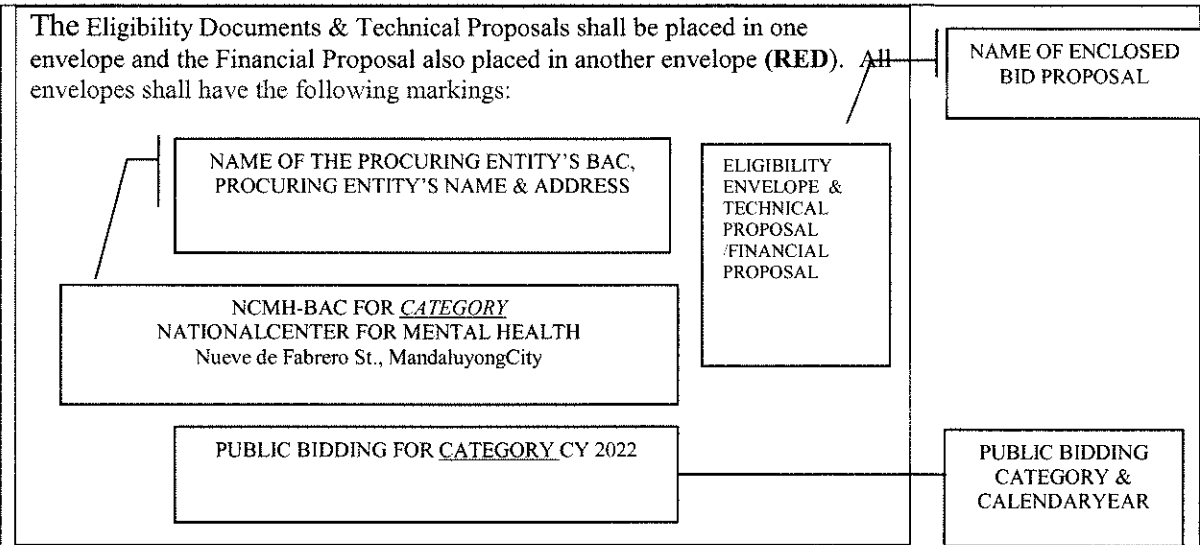 The Eligibility Documents & Technical Proposals shall be placed in one
envelope and the Financial Proposal also placed in another envelope (RED). All
envelopes shall have the following markings:
NAME OF ENCLOSED
BID PROPOSAL
NAME OF THE PROCURING ENTITY'S BAC,
PROCURING ENTITY'S NAME & ADDRESS
ELIGIBILITY
ENVELOPE &
TECHNICAL
PROPOSAL
/FINANCIAL
PROPOSAL
NCMH-BAC FOR CATEGORY
NATIONALCENTER FOR MENTAL HEALTH
Nueve de Fabrero St., MandaluyongCity
PUBLIC BIDDING FOR CATEGORY CY 2022
PUBLIC BIDDING
CATEGORY &
CALENDARYEAR